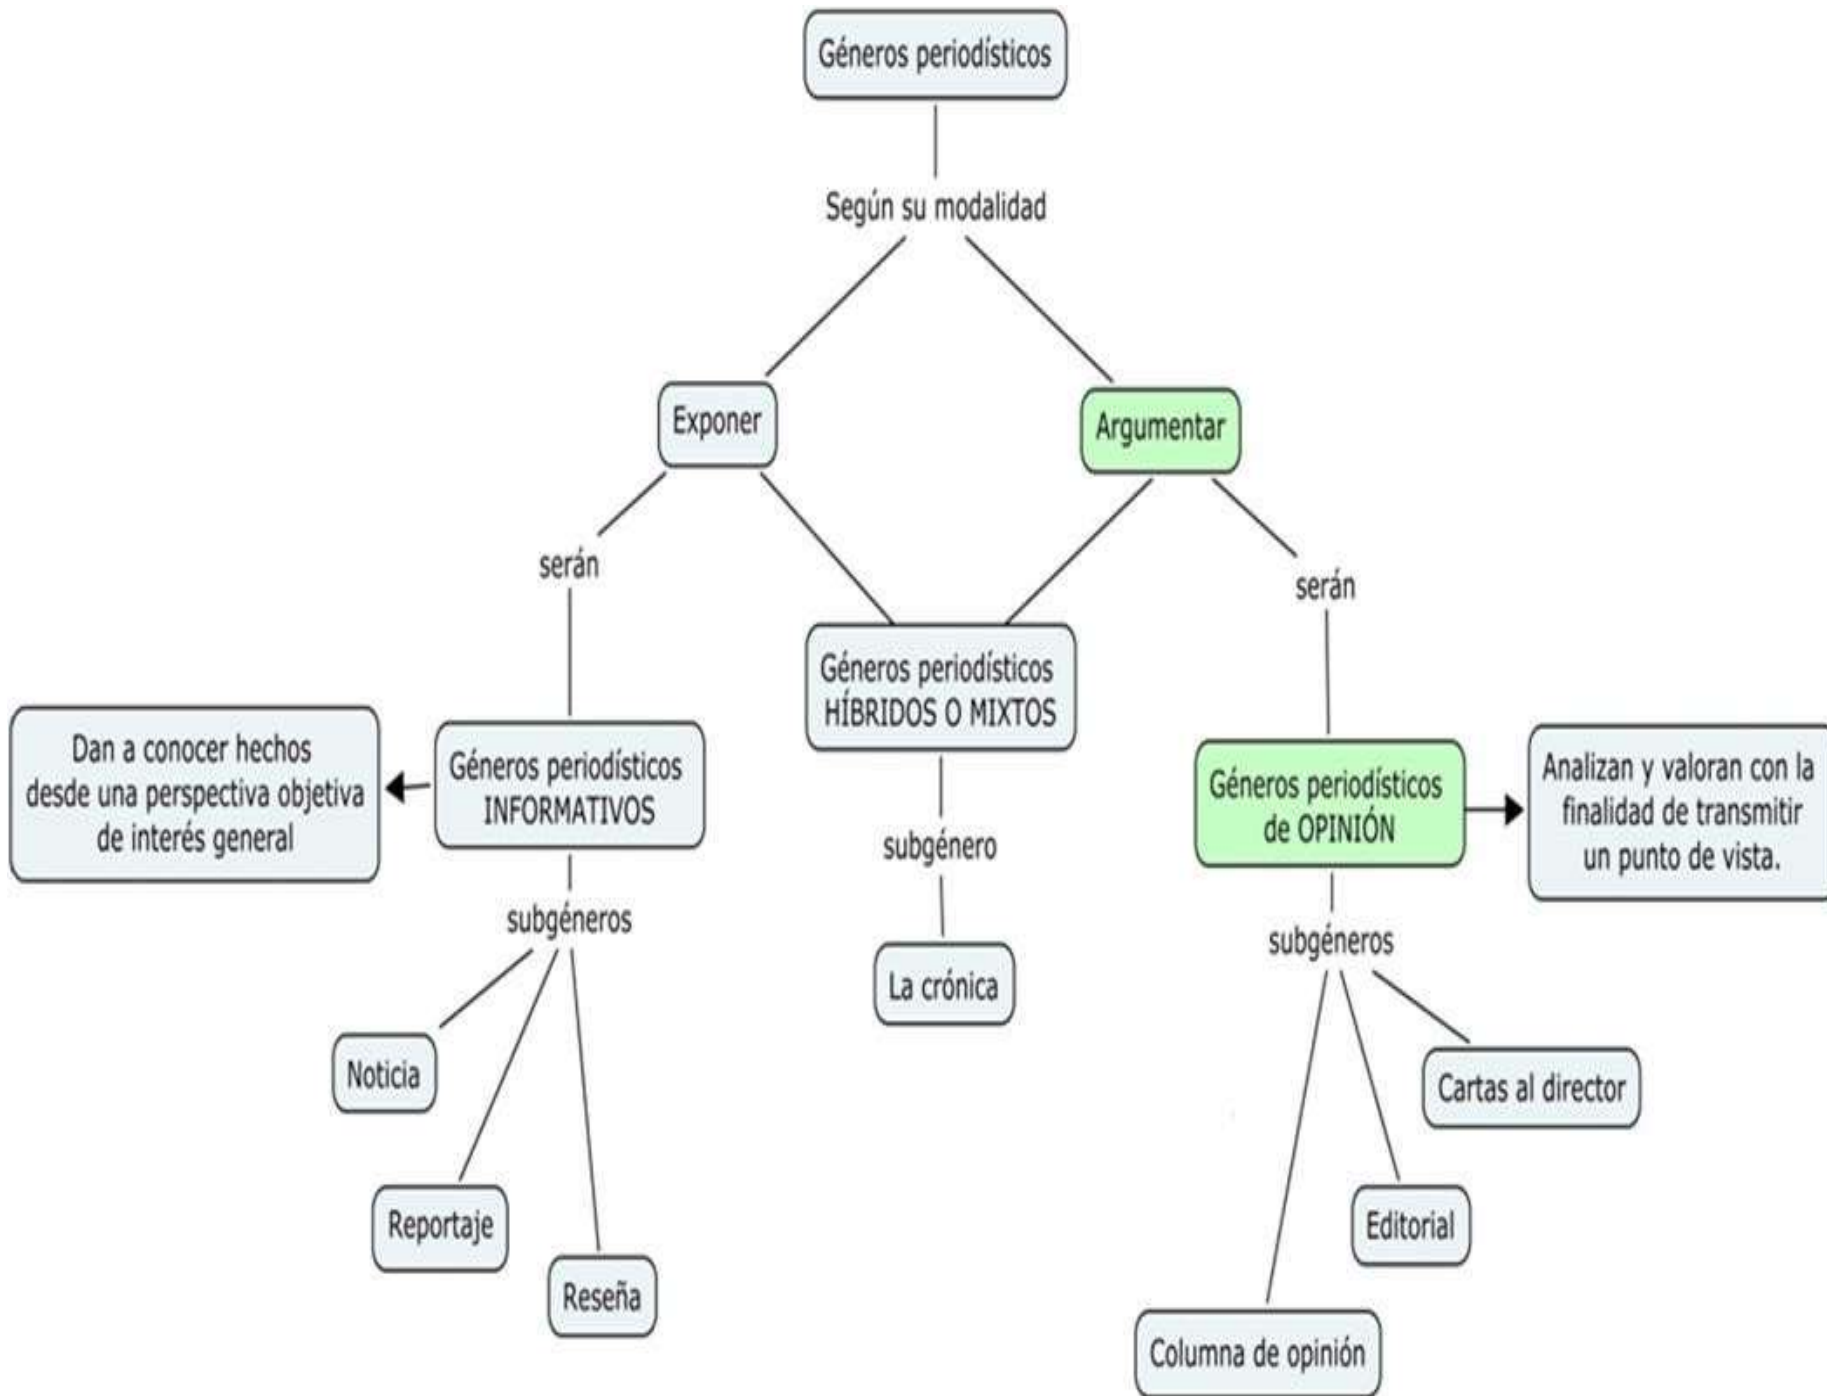 Géneros periodísticos
Según su modalidad
Exponer
Argumentar
serán
serán
Géneros periodísticos
HÍBRIDOS O MIXTOS
Dan a conocer hechos
desde una perspectiva objetiva
de interés general
Géneros periodísticos
INFORMATIVOS
Géneros periodísticos
de OPINIÓN
Analizan y valoran con la
finalidad de transmitir
un punto de vista.
subgénero
subgéneros
subgéneros
La crónica
Noticia
Cartas al director
Reportaje
Editorial
Reseña
Columna de opinión